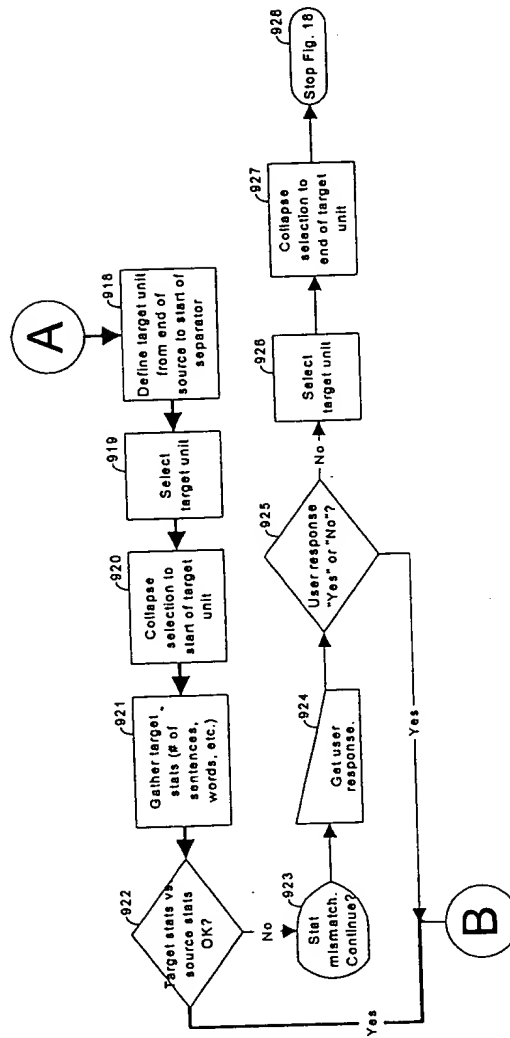 A
918
Define target unit
from end of
source to start of
separator
919
Select
target unit
920
Collapse
selection to
start of target
unit
921
Gather target
stats (# of
sentences,
words, etc.)
922
Target stats vs
source stats
OK?
No
923
Stat
mismatch.
Continue?
924
Get user
response.
925
User response
"Yes" or "No"?
No
926
Select
target unit
927
Collapse
selection to
end of target
unit
928
Stop Fig. 18
Yes
Yes
B